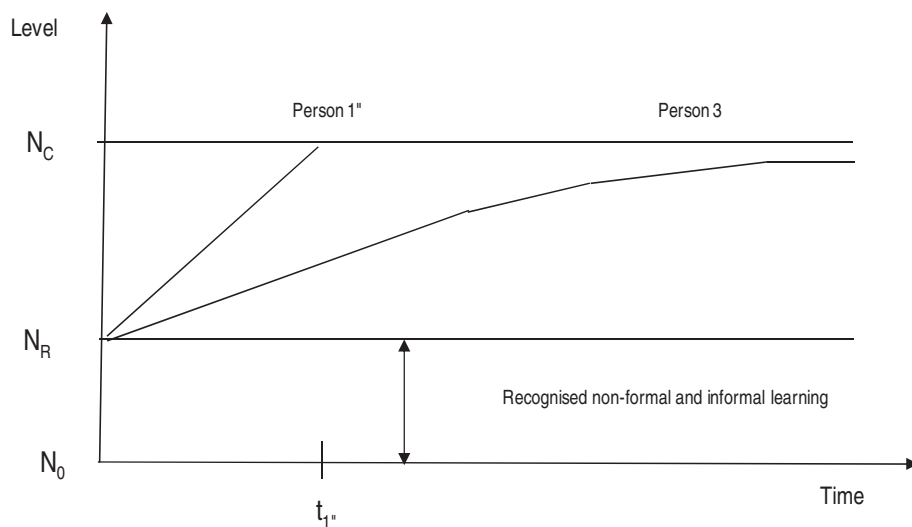 Level
Person 1" Person 3
N_C
N_R
Recognised non-formal and informal learning
N_0
Time
t_1"